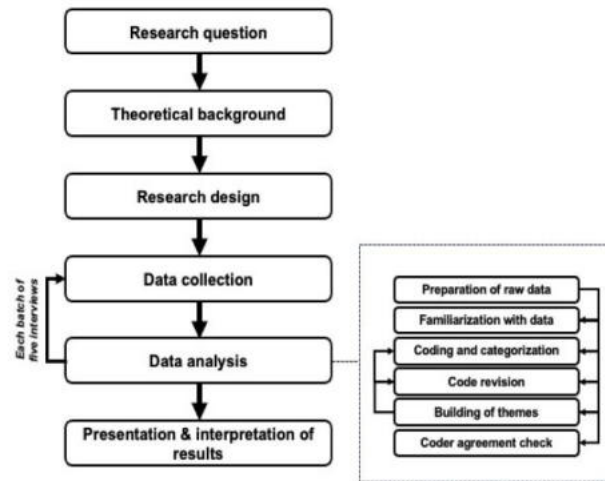 Research question
Theoretical background
Research design
Data collection
Each batch of
five interviews
Data analysis
Presentation & interpretation of
results
Preparation of raw data
Familiarization with data
Coding and categorization
Code revision
Building of themes
Coder agreement check